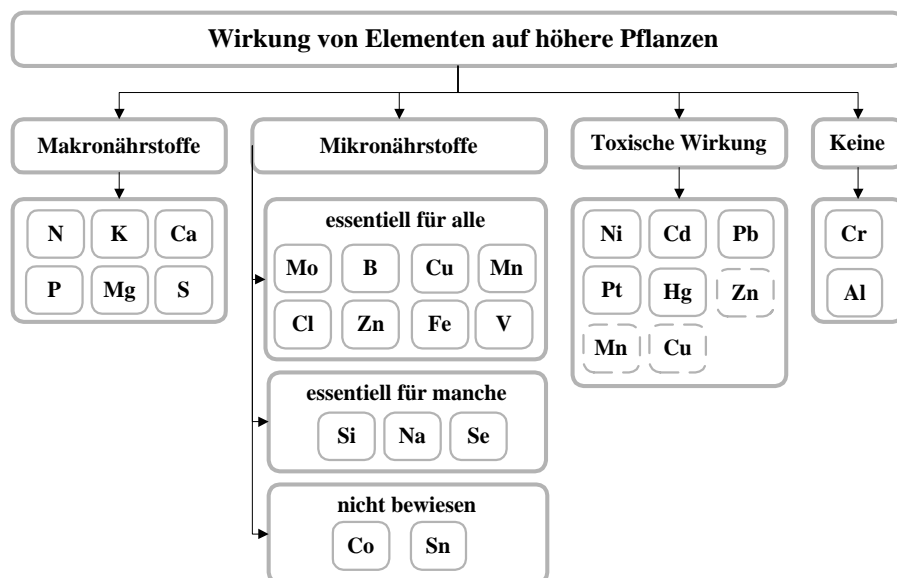 Wirkung von Elementen auf höhere Pflanzen
Makronährstoffe
N K Ca
P Mg S
Mikronährstoffe
essentiell für alle
Mo B Cu Mn
Cl Zn Fe V
essentiell für manche
Si Na Se
nicht bewiesen
Co Sn
Toxische Wirkung
Ni Cd Pb
Pt Hg Zn
Mn Cu
Keine
Cr
Al